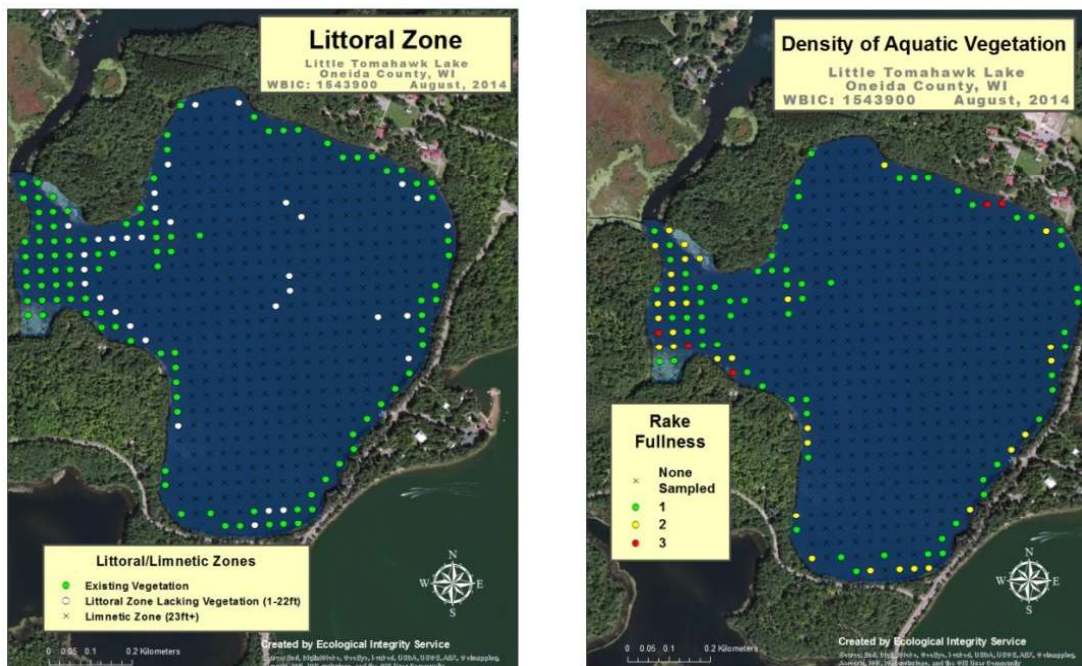 Littoral Zone
Little Tomahawk Lake
Oneida County, WI
WBIC: 1543900 August, 2014
Littoral/Limnetic Zones
Existing Vegetation
Littoral Zone Lacking Vegetation (1-22ft)
Limnetic Zone (23ft+)
N
W E
S
0 0.05 0.1 0.2 Kilometers
Created by Ecological Integrity Service
Density of Aquatic Vegetation
Little Tomahawk Lake
Oneida County, WI
WBIC: 1543900 August, 2014
Rake
Fullness
None
Sampled
1
2
3
N
W E
S
0 0.05 0.1 0.2 Kilometers
Created by Ecological Integrity Service